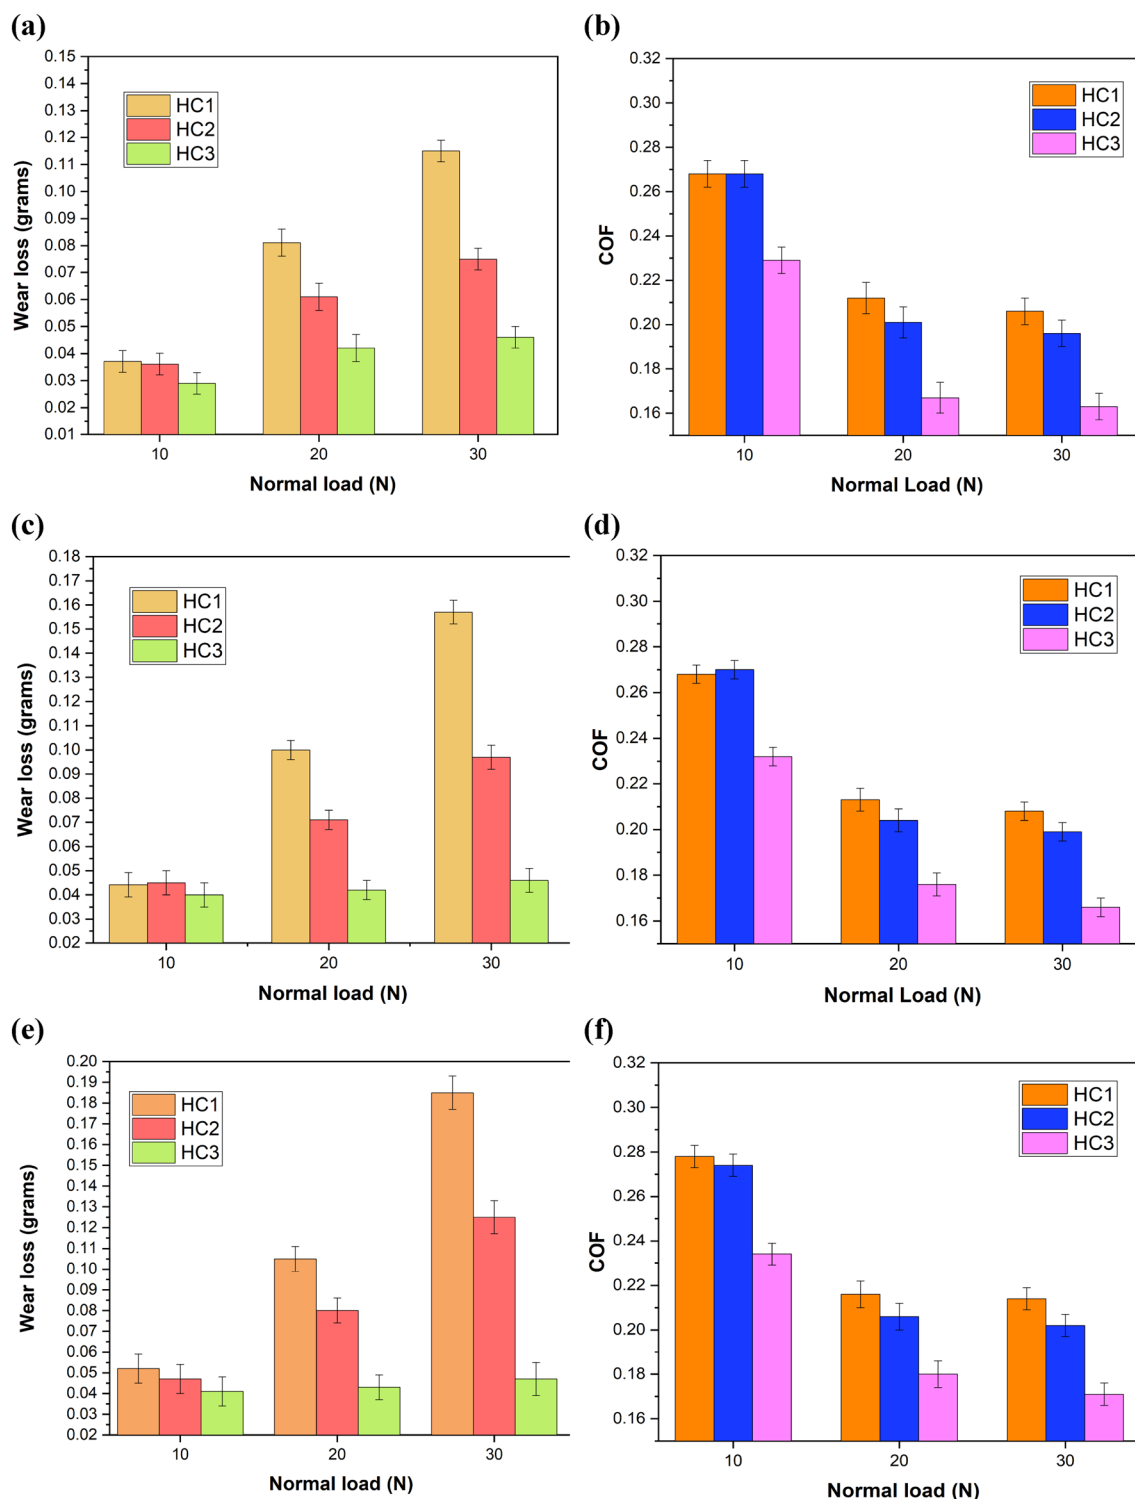 (a)
0.15
0.14
0.13
0.12
0.11
0.10
0.09
0.08
0.07
0.06
0.05
0.04
0.03
0.02
0.01
Wear loss (grams)
HC1
HC2
HC3
10 20 30
Normal load (N)
(b)
0.32
0.30
0.28
0.26
0.24
0.22
0.20
0.18
0.16
COF
HC1
HC2
HC3
10 20 30
Normal Load (N)
(c)
0.18
0.17
0.16
0.15
0.14
0.13
0.12
0.11
0.10
0.09
0.08
0.07
0.06
0.05
0.04
0.03
0.02
Wear loss (grams)
HC1
HC2
HC3
10 20 30
Normal load (N)
(d)
0.32
0.30
0.28
0.26
0.24
0.22
0.20
0.18
0.16
COF
HC1
HC2
HC3
10 20 30
Normal Load (N)
(e)
0.20
0.19
0.18
0.17
0.16
0.15
0.14
0.13
0.12
0.11
0.10
0.09
0.08
0.07
0.06
0.05
0.04
0.03
0.02
Wear loss (grams)
HC1
HC2
HC3
10 20 30
Normal load (N)
(f)
0.32
0.30
0.28
0.26
0.24
0.22
0.20
0.18
0.16
COF
HC1
HC2
HC3
10 20 30
Normal load (N)